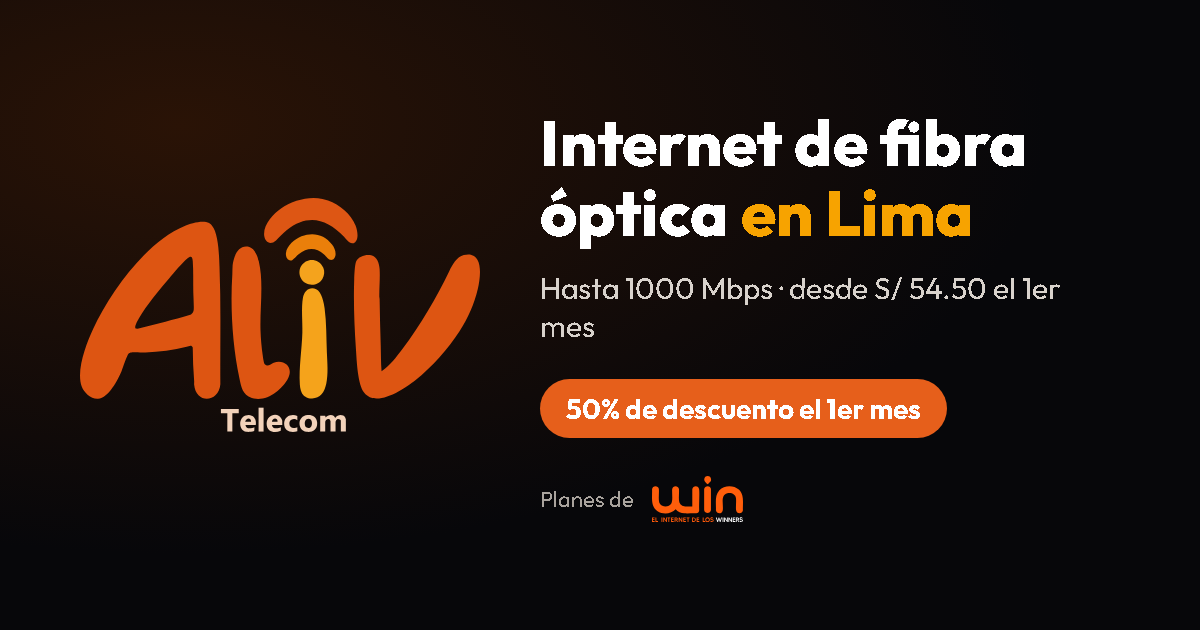 Aliv
Telecom
Internet de fibra
óptica en Lima
Hasta 1000 Mbps · desde S/ 54.50 el 1er
mes
50% de descuento el 1er mes
Planes de
win
EL INTERNET DE LOS WINNERS